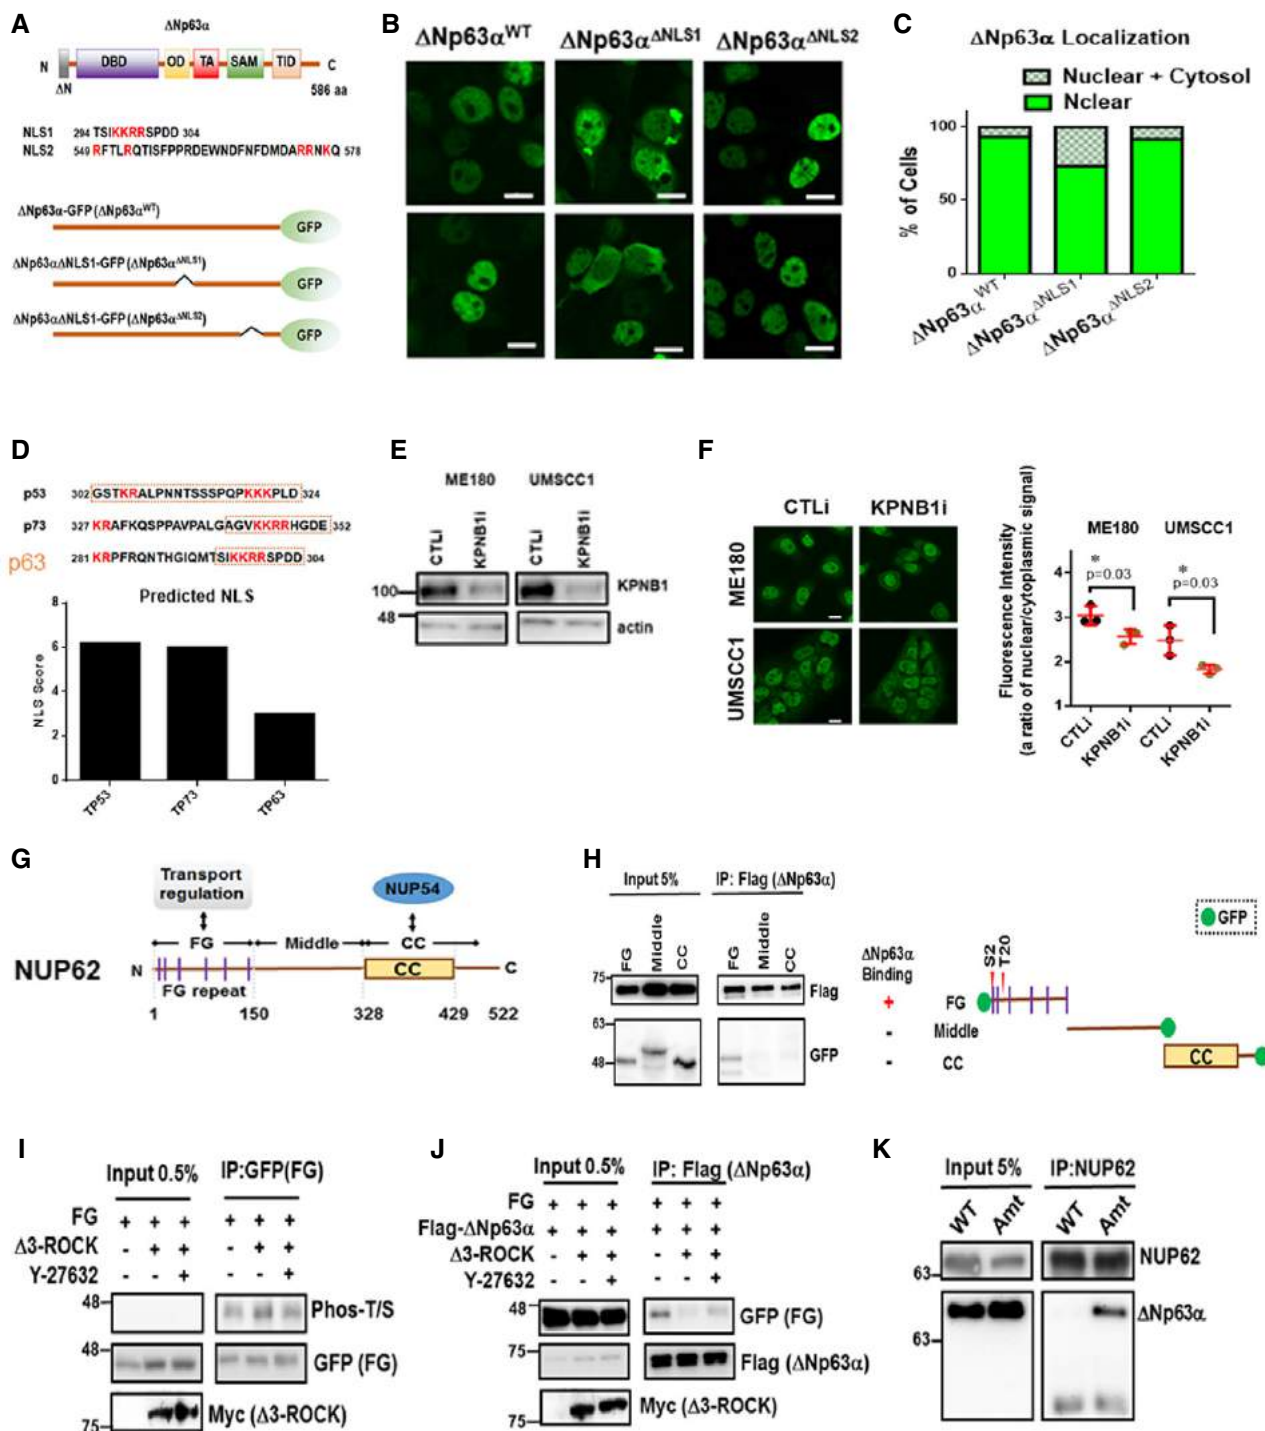 A
ΔNp63α
N
DBD
OD
TA
SAM
TID
C
ΔN
586 aa
NLS1 294 TSIKKRRSPDD 304
NLS2 549 RFTLRQTISFPPRDEWNDFNFDMDARRNKQ 578
ΔNp63α-GFP (ΔNp63αWT)
GFP
ΔNp63αΔNLS1-GFP (ΔNp63αΔNLS1)
GFP
ΔNp63αΔNLS1-GFP (ΔNp63αΔNLS2)
GFP
B
ΔNp63αWT ΔNp63αΔNLS1 ΔNp63αΔNLS2
C
ΔNp63α Localization
Nuclear + Cytosol
Nclear
% of Cells
100
50
0
ΔNp63αWT
ΔNp63αΔNLS1
ΔNp63αΔNLS2
D
p53 302 GSTKRALPNNTSSSPQPKKKPLD 324
p73 327 KRAFKQSPPAVPALGAGVKKRRHGDE 352
p63 281 KRPFRQNTHGIQMTSIKKRRSPDD 304
Predicted NLS
NLS Score
8
6
4
2
0
TP53
TP73
TP63
E
ME180 UMSCC1
CTLi KPNB1i CTLi KPNB1i
100
48
KPNB1
actin
F
CTLi KPNB1i
ME180
UMSCC1
Fluorescence Intensity
(a ratio of nuclear/cytoplasmic signal)
ME180 UMSCC1
* *
p=0.03 p=0.03
4
3
2
1
CTLi
KPNB1i
CTLi
KPNB1i
G
Transport
regulation
NUP54
FG Middle CC
NUP62
N
CC
C
FG repeat
1 150 328 429 522
H
Input 5% IP: Flag (ΔNp63α)
FG Middle CC FG Middle CC
75
Flag
63
48
GFP
ΔNp63α
Binding
+
-
-
GFP
S2 T20
FG
Middle
CC
CC
I
Input 0.5% IP:GFP(FG)
FG + + + + + +
Δ3-ROCK - + + - + +
Y-27632 - - + - - +
48
Phos-T/S
48
GFP (FG)
75
Myc (Δ3-ROCK)
J
Input 0.5% IP: Flag (ΔNp63α)
FG + + + + + +
Flag-ΔNp63α + + + + + +
Δ3-ROCK - + + - + +
Y-27632 - - + - - +
48
GFP (FG)
75
Flag (ΔNp63α)
75
Myc (Δ3-ROCK)
K
Input 5% IP:NUP62
WT Amt WT Amt
63
NUP62
ΔNp63α
63